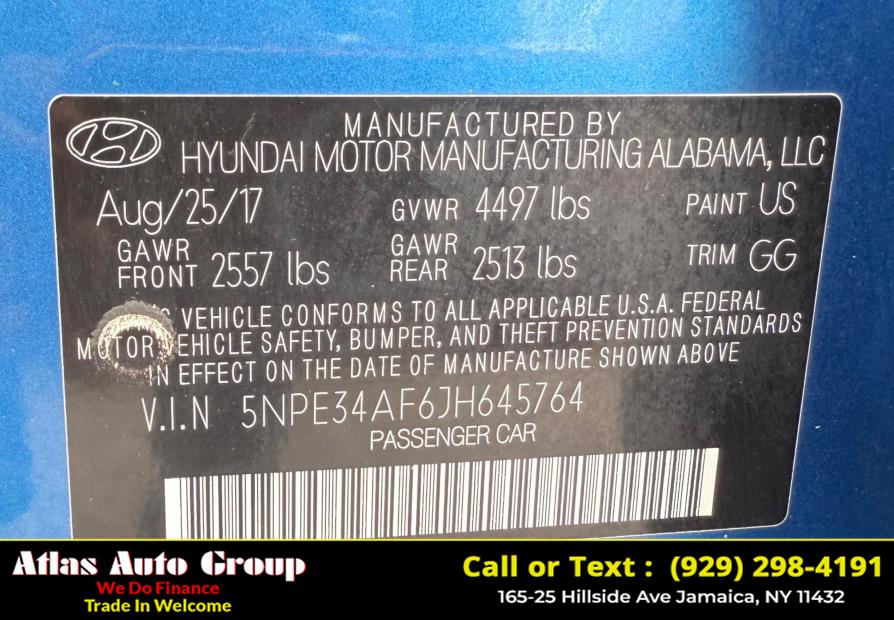 MANUFACTURED BY
HYUNDAI MOTOR MANUFACTURING ALABAMA, LLC
Aug/25/17 GVWR 4497 lbs PAINT US
GAWR FRONT 2557 lbs GAWR REAR 2513 lbs TRIM GG
VEHICLE CONFORMS TO ALL APPLICABLE U.S.A. FEDERAL
MOTOR VEHICLE SAFETY, BUMPER, AND THEFT PREVENTION STANDARDS
IN EFFECT ON THE DATE OF MANUFACTURE SHOWN ABOVE
V.I.N 5NPE34AF6JH645764
PASSENGER CAR
Atlas Auto Group
We Do Finance
Trade In Welcome
Call or Text : (929) 298-4191
165-25 Hillside Ave Jamaica, NY 11432